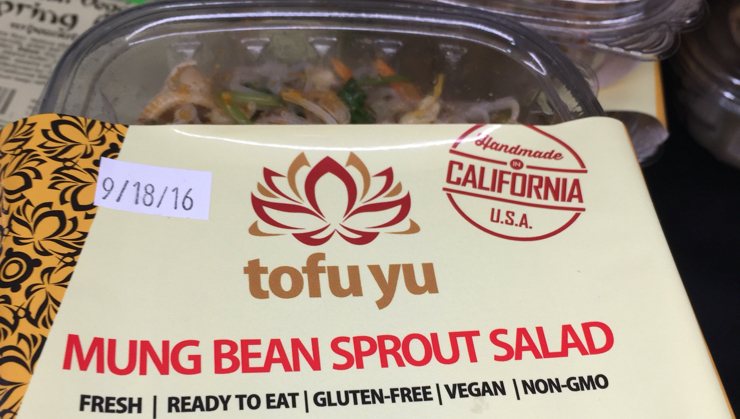 pring
9/18/16
Handmade
IN
CALIFORNIA
U.S.A.
tofu yu
MUNG BEAN SPROUT SALAD
FRESH | READY TO EAT | GLUTEN-FREE | VEGAN | NON-GMO